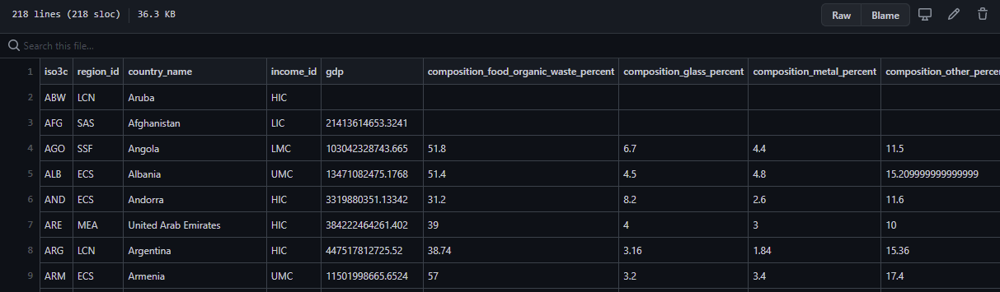 218 lines (218 sloc) 36.3 KB Raw Blame
Search this file...
1 iso3c region_id country_name income_id gdp composition_food_organic_waste_percent composition_glass_percent composition_metal_percent composition_other_perce
2 ABW LCN Aruba HIC
3 AFG SAS Afghanistan LIC 21413614653.3241
4 AGO SSF Angola LMC 103042328743.665 51.8 6.7 4.4 11.5
5 ALB ECS Albania UMC 13471082475.1768 51.4 4.5 4.8 15.209999999999999
6 AND ECS Andorra HIC 3319880351.13342 31.2 8.2 2.6 11.6
7 ARE MEA United Arab Emirates HIC 384222464261.402 39 4 3 10
8 ARG LCN Argentina HIC 447517812725.52 38.74 3.16 1.84 15.36
9 ARM ECS Armenia UMC 11501998665.6524 57 3.2 3.4 17.4